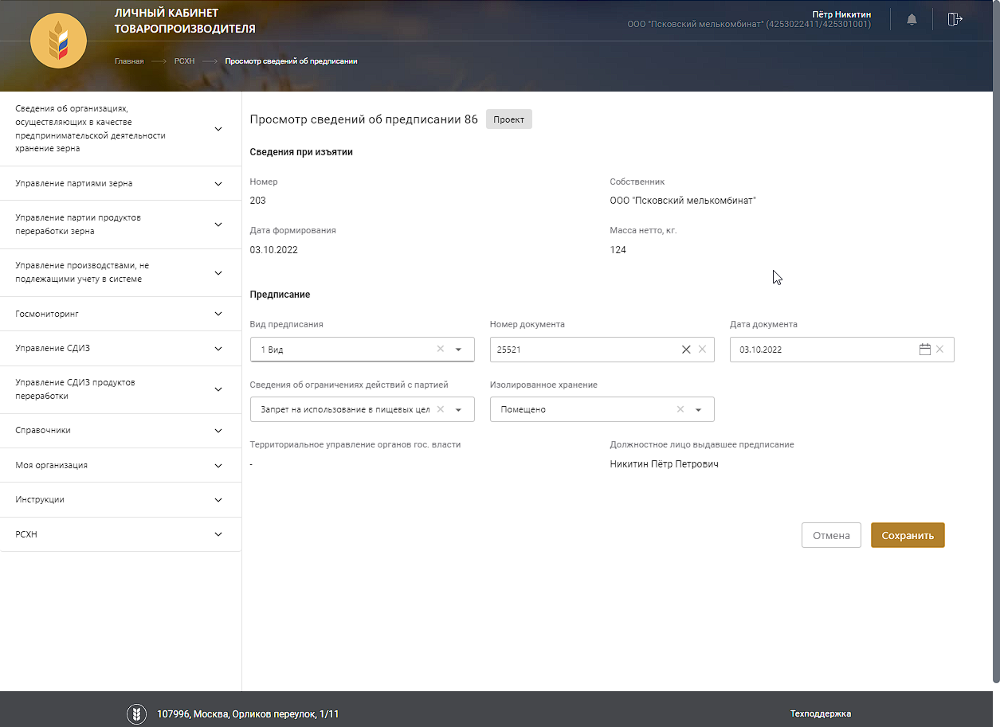 ЛИЧНЫЙ КАБИНЕТ
ТОВАРОПРОИЗВОДИТЕЛЯ
Пётр Никитин
ООО "Псковский мелькомбинат" (4253022411/425301001)
Главная РСХН Просмотр сведений об предписании
Сведения об организациях,
осуществляющих в качестве
предпринимательской деятельности
хранение зерна
Управление партиями зерна
Управление партии продуктов
переработки зерна
Управление производствами, не
подлежащими учету в системе
Госмониторинг
Управление СДИЗ
Управление СДИЗ продуктов
переработки
Справочники
Моя организация
Инструкции
РСХН
Просмотр сведений об предписании 86 Проект
Сведения при изъятии
Номер Собственник
203 ООО "Псковский мелькомбинат"
Дата формирования Масса нетто, кг.
03.10.2022 124
Предписание
Вид предписания Номер документа Дата документа
1 Вид 25521 03.10.2022
Сведения об ограничениях действий с партией Изолированное хранение
Запрет на использование в пищевых цел Помещено
Территориальное управление органов гос. власти Должностное лицо выдавшее предписание
- Никитин Пётр Петрович
Отмена Сохранить
107996, Москва, Орликов переулок, 1/11 Техподдержка